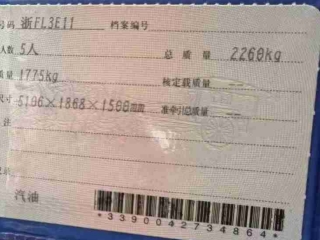 号码 浙FL3E11 档案编号
人数 5人 总质量 2260kg
质量 1775kg 核定载质量 --
尺寸 5106×1868×1500mm 准牵引总质量 --
注
汽油
*3390042734864*